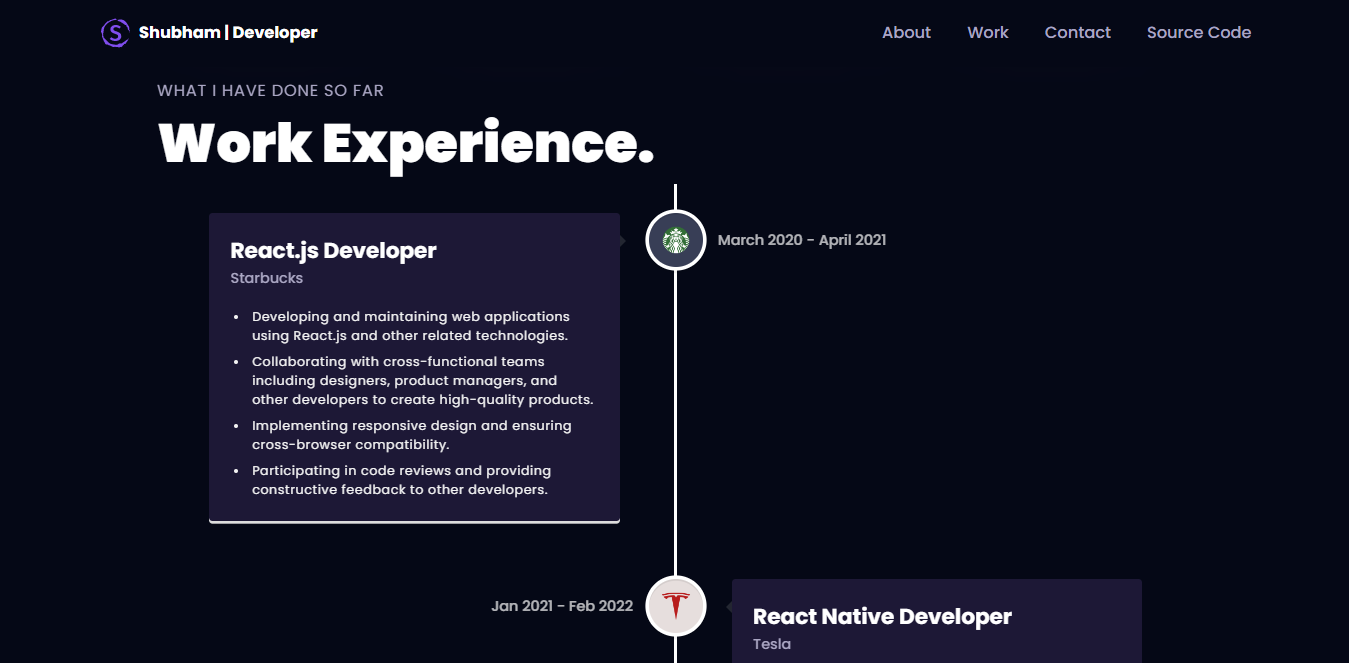 Shubham | Developer
About
Work
Contact
Source Code
WHAT I HAVE DONE SO FAR
Work Experience.
React.js Developer
Starbucks
March 2020 - April 2021
• Developing and maintaining web applications
using React.js and other related technologies.
• Collaborating with cross-functional teams
including designers, product managers, and
other developers to create high-quality products.
• Implementing responsive design and ensuring
cross-browser compatibility.
• Participating in code reviews and providing
constructive feedback to other developers.
Jan 2021 - Feb 2022
React Native Developer
Tesla